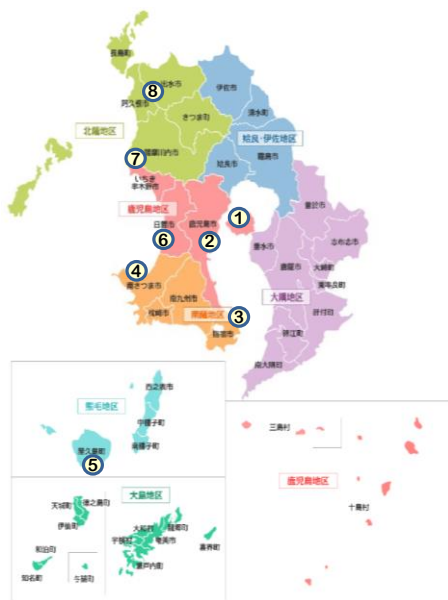 長島町
出水市
⑧
阿久根市
伊佐市
湧水町
さつま町
北薩地区
姶良・伊佐地区
⑦
薩摩川内市
霧島市
姶良市
いちき
串木野市
鹿児島地区
曽於市
①
日置市
鹿児島市
⑥
②
志布志市
垂水市
④
鹿屋市
大崎町
東串良町
南さつま市
南九州市
大隅地区
肝付町
枕崎市
南薩地区
③
指宿市
錦江町
南大隅町
西之表市
熊毛地区
中種子町
南種子町
屋久島町
⑤
三島村
鹿児島地区
十島村
大島地区
天城町
徳之島町
伊仙町
大和村
龍郷町
宇検村
奄美市
喜界町
和泊町
瀬戸内町
知名町
与論町